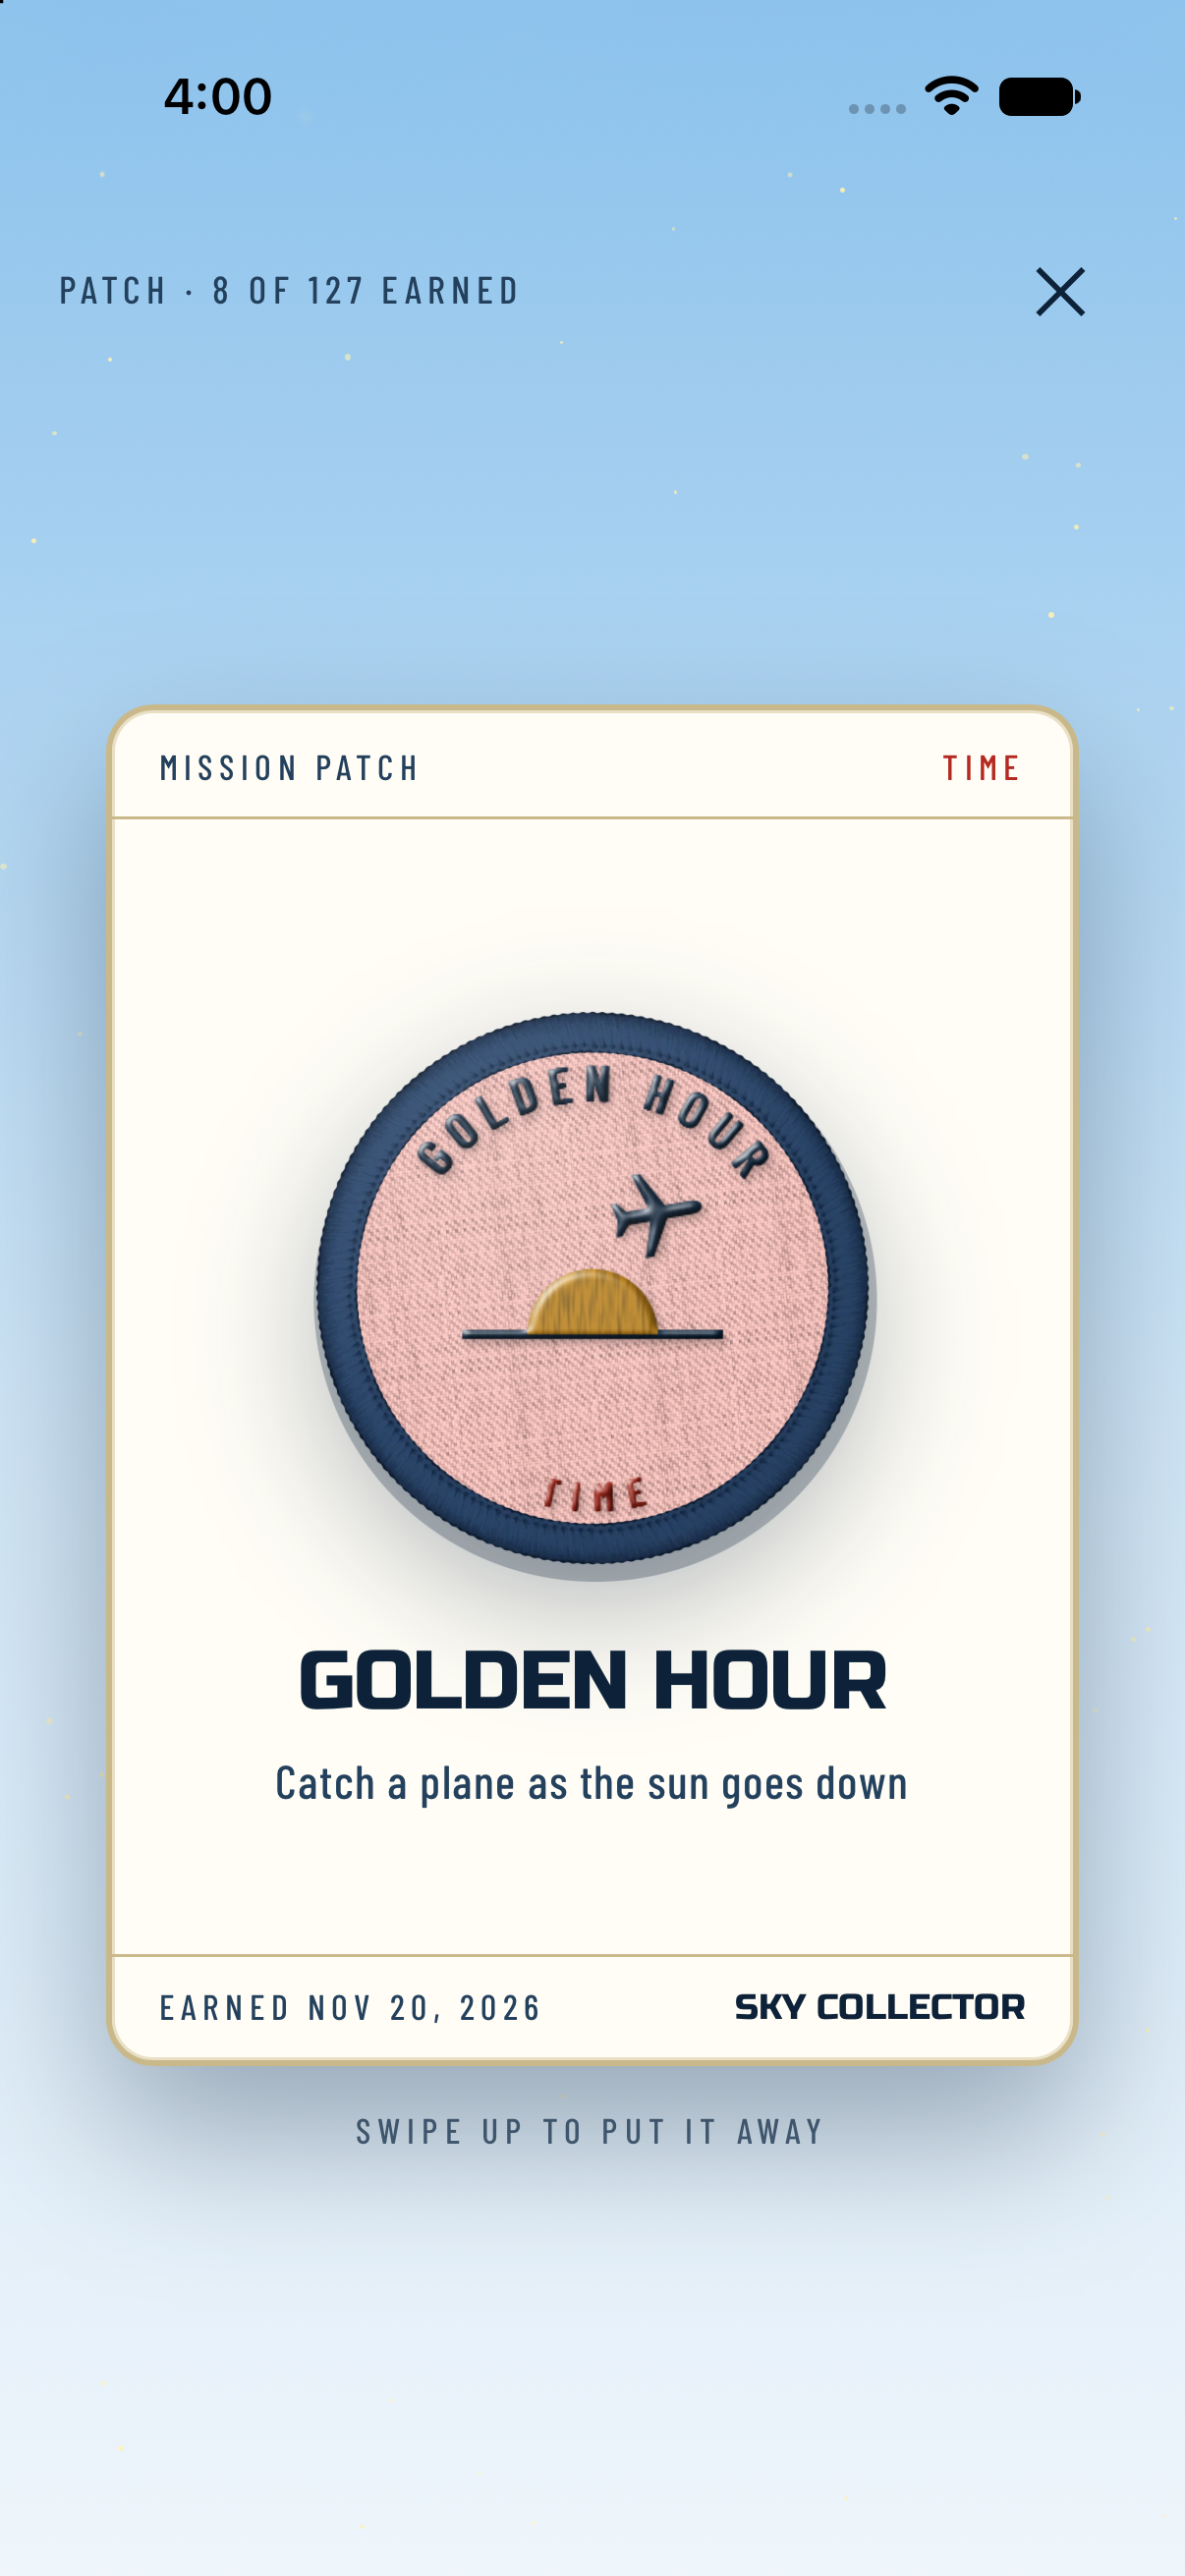 4:00
PATCH · 8 OF 127 EARNED
MISSION PATCH
TIME
GOLDEN HOUR
TIME
GOLDEN HOUR
Catch a plane as the sun goes down
EARNED NOV 20, 2026
SKY COLLECTOR
SWIPE UP TO PUT IT AWAY